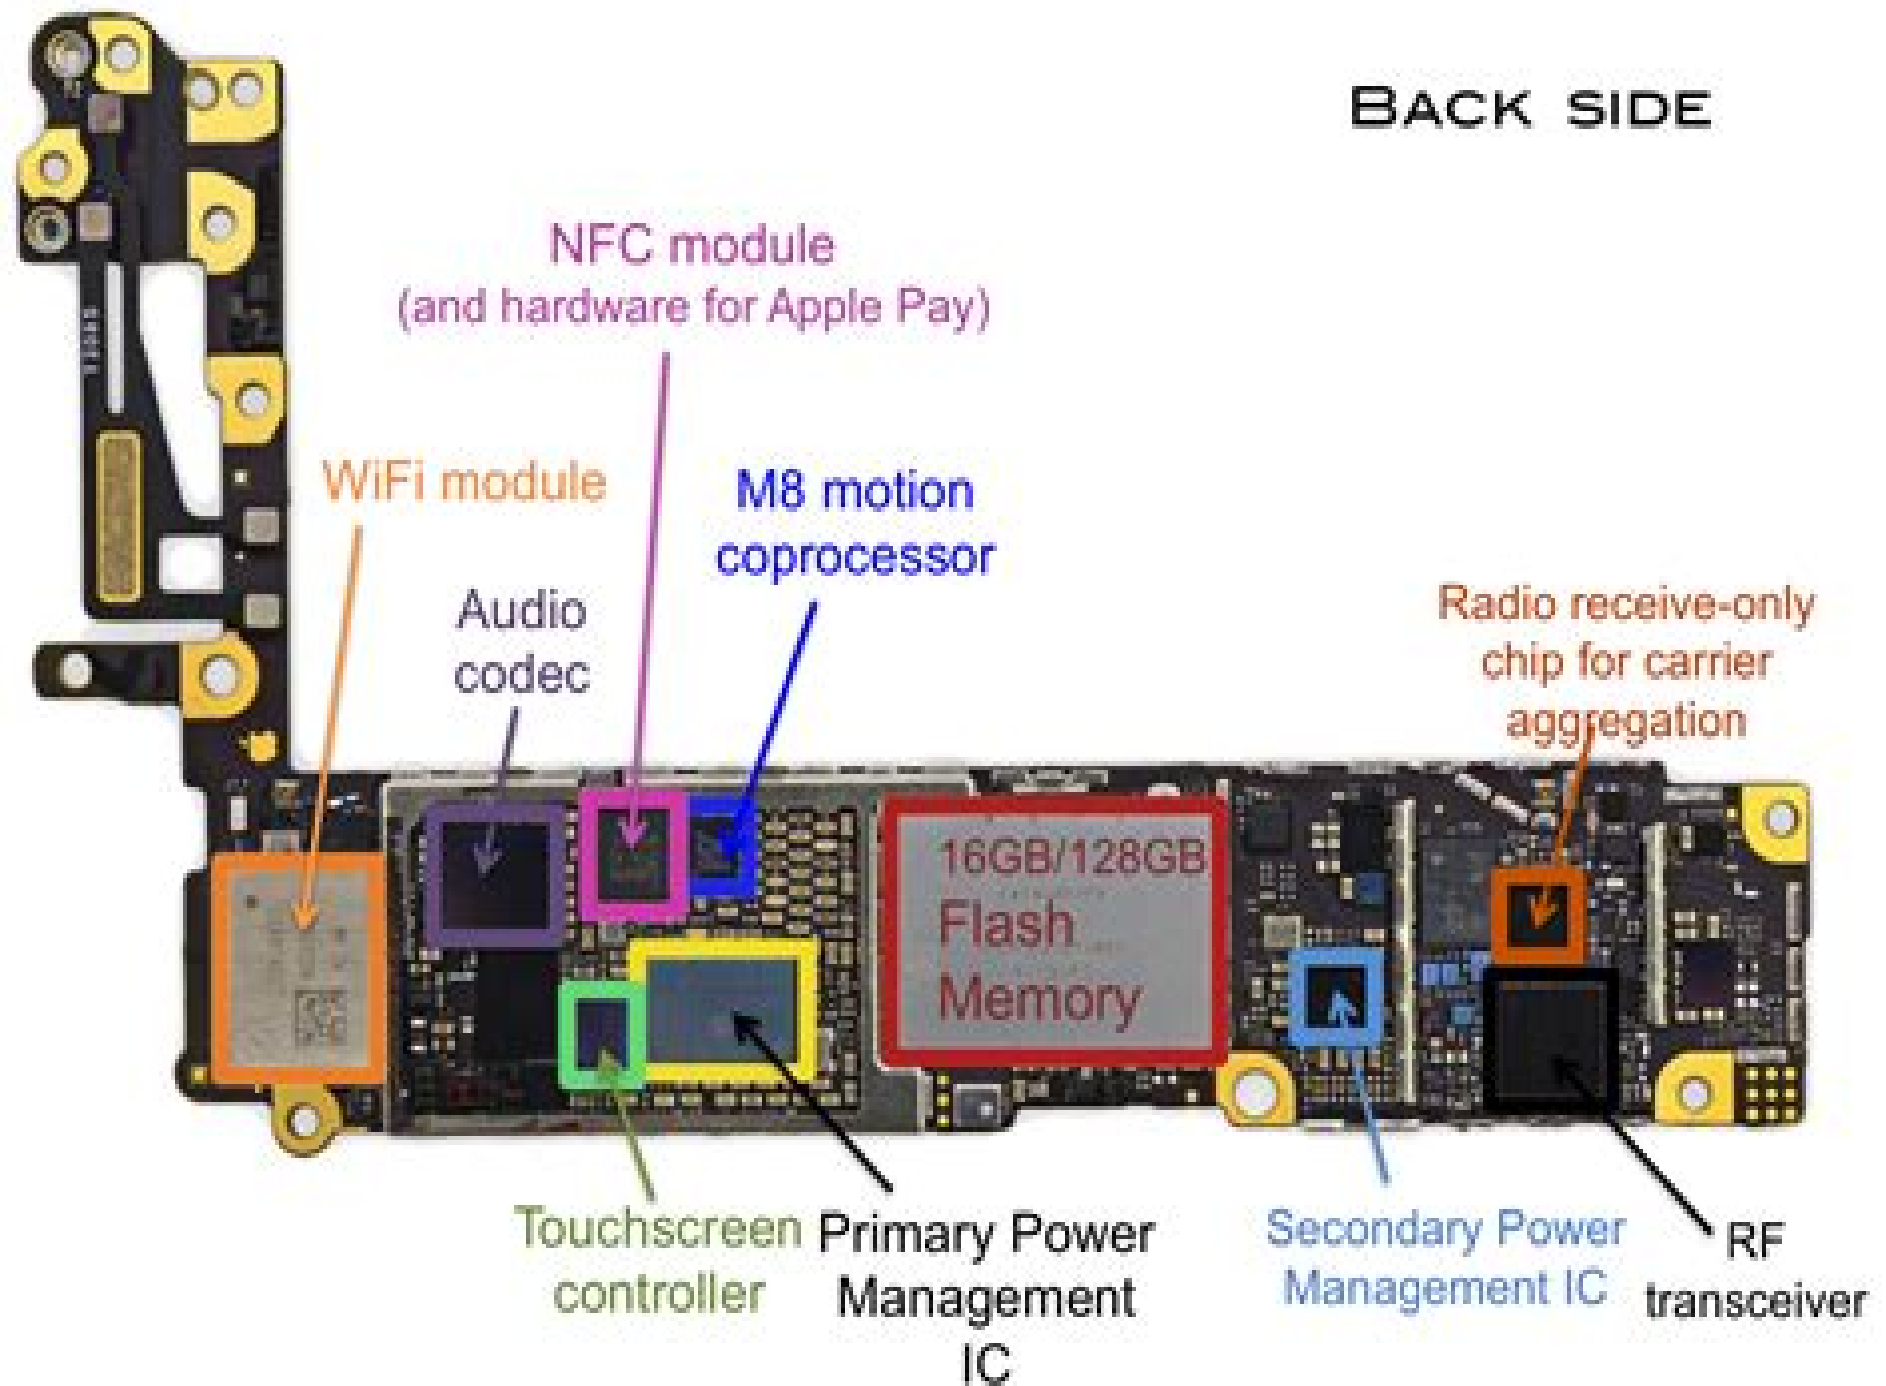 BACK SIDE
NFC module
(and hardware for Apple Pay)
WiFi module
M8 motion
coprocessor
Audio
codec
Radio receive-only
chip for carrier
aggregation
16GB/128GB
Flash
Memory
Touchscreen
controller
Primary Power
Management
IC
Secondary Power
Management IC
RF
transceiver